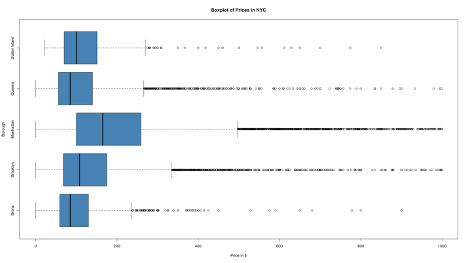 Boxplot of Prices in NYC
Staten Island
Queens
Manhattan
Brooklyn
Bronx
Borough
0 200 400 600 800 1000
Price in $